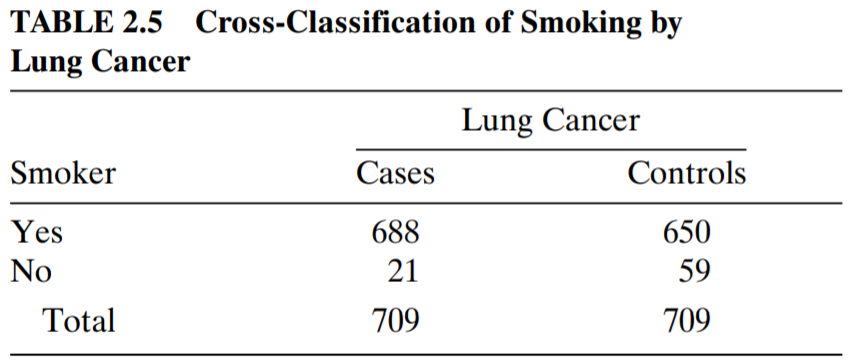 TABLE 2.5 Cross-Classification of Smoking by
Lung Cancer
Lung Cancer
Smoker Cases Controls
Yes 688 650
No 21 59
Total 709 709